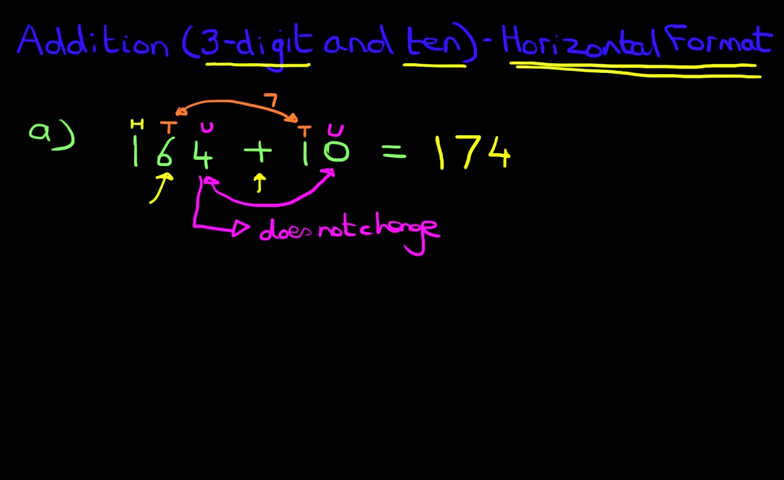 Addition (3-digit and ten) - Horizontal Format
7
H T U T U
a) 164 + 10 = 174
does not change